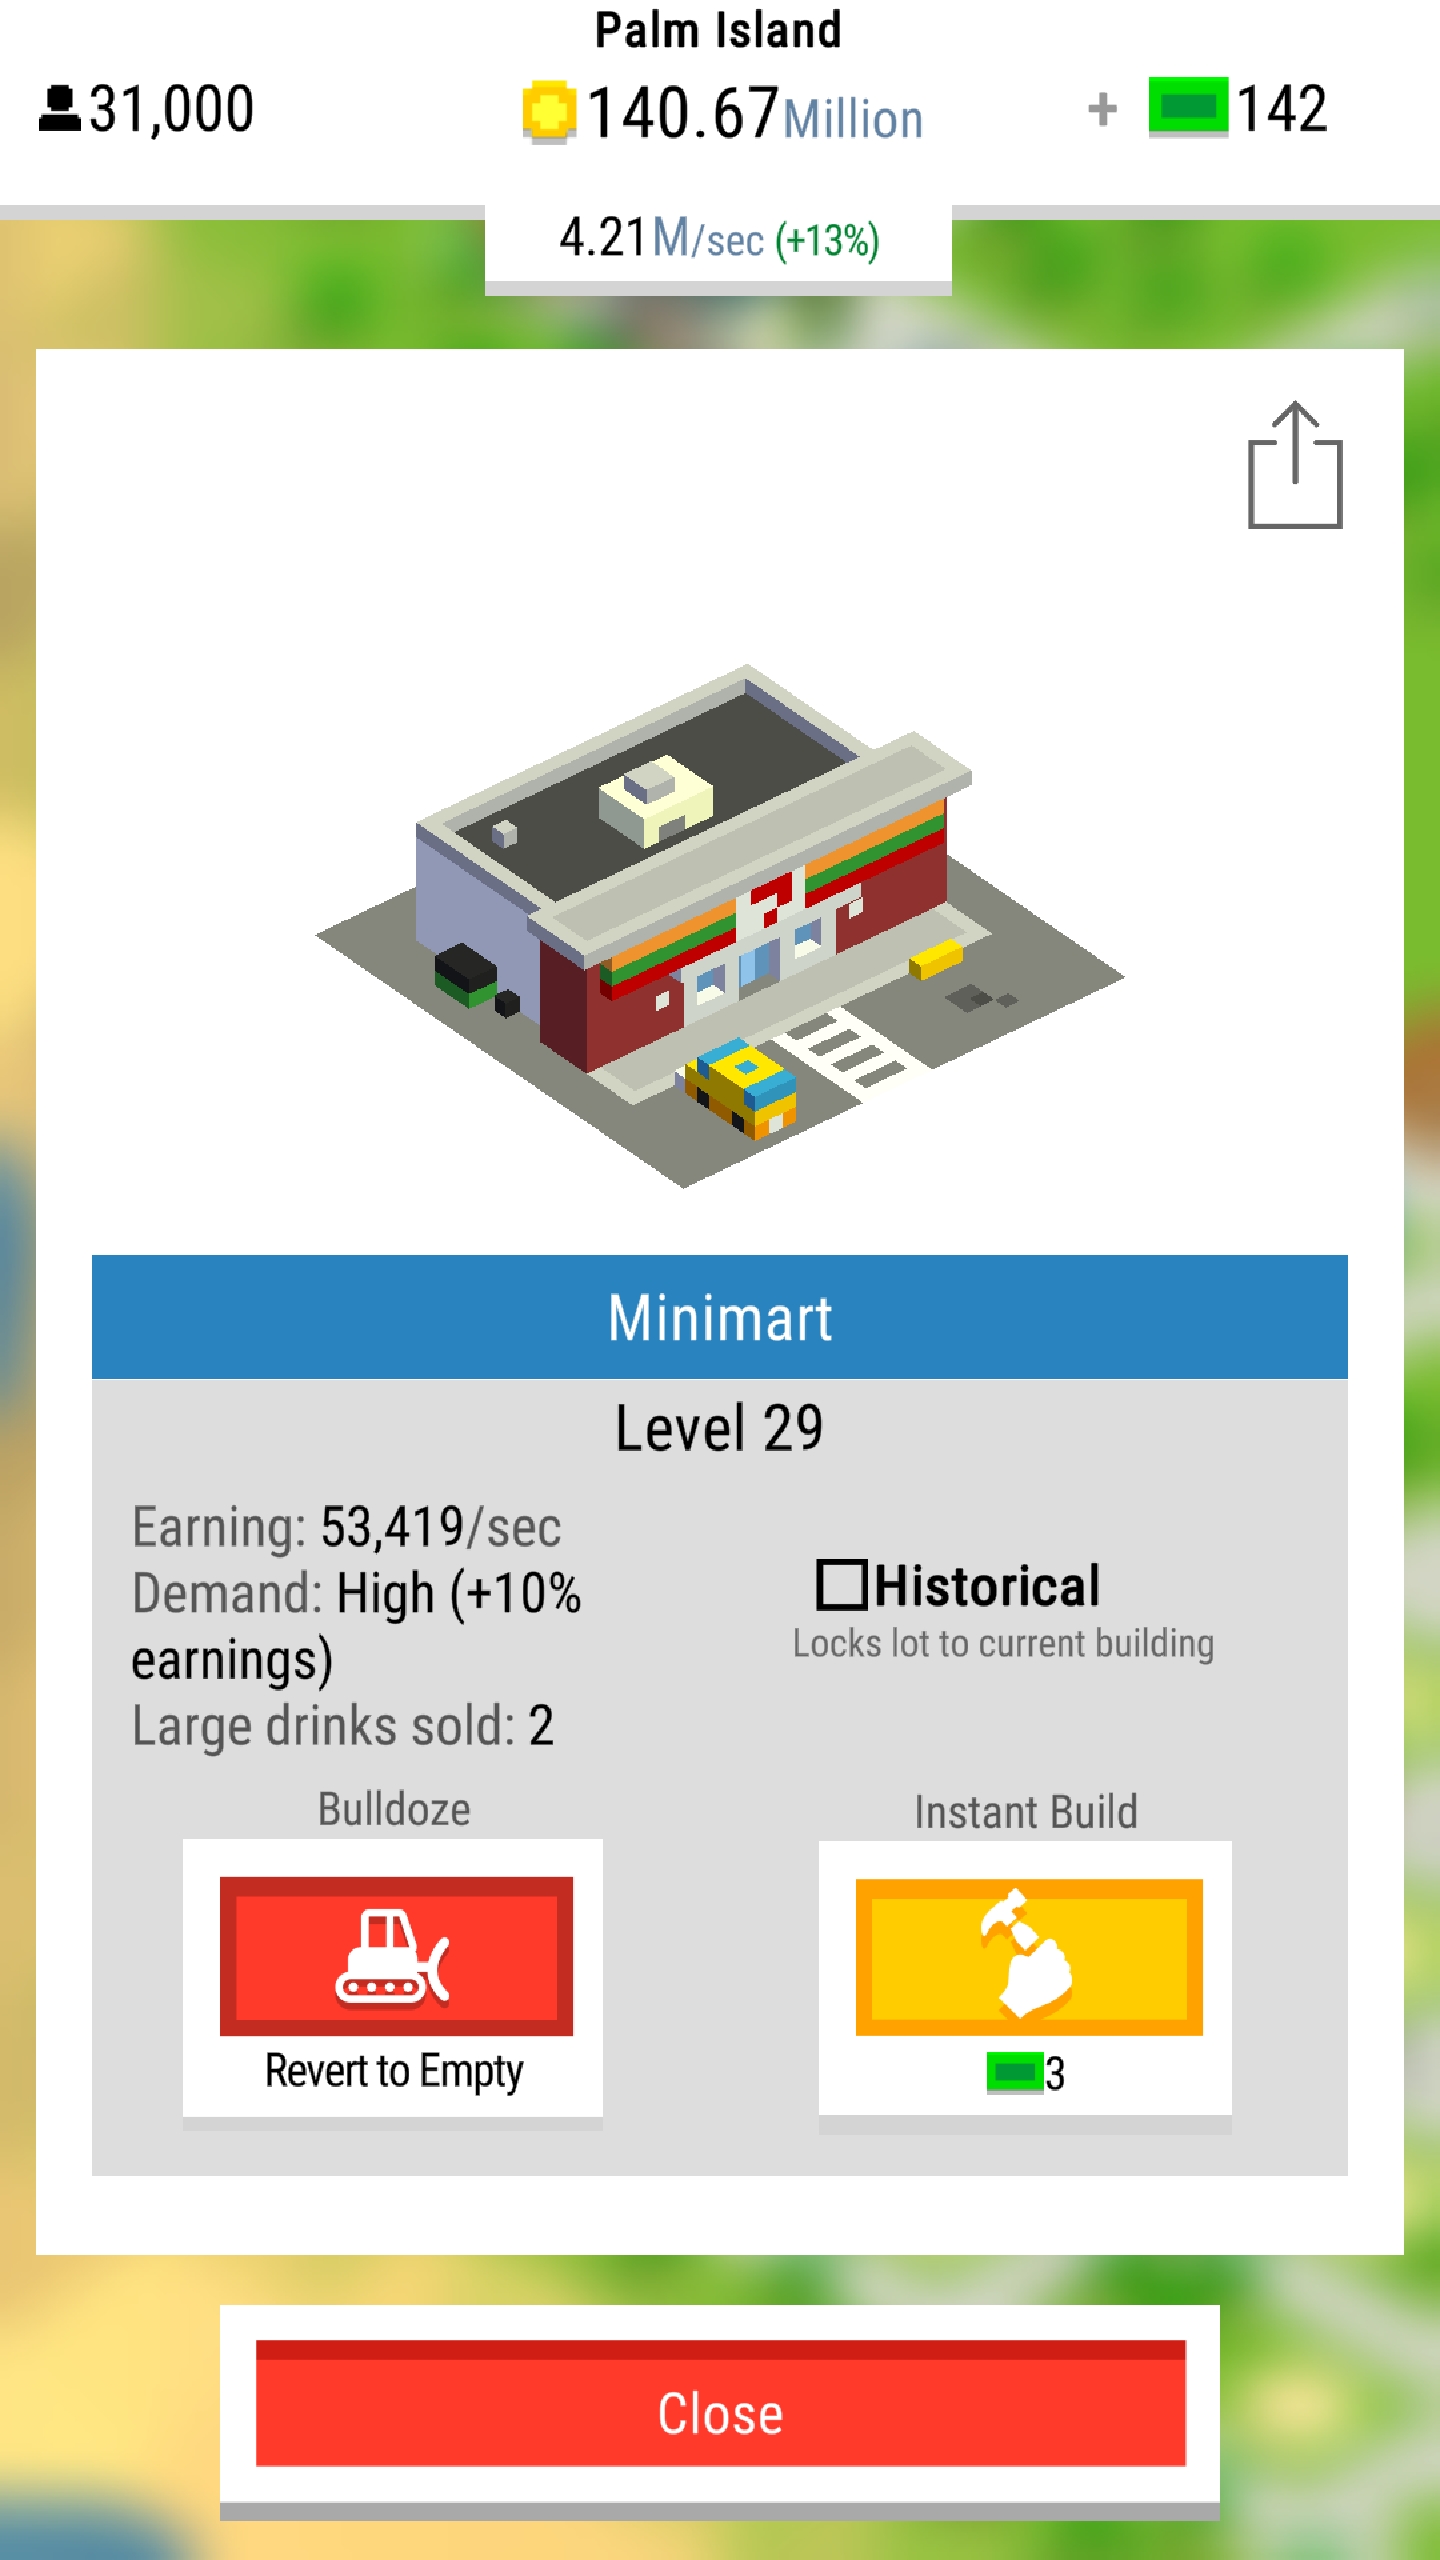 Palm Island
31,000
140.67Million
+ 142
4.21M/sec (+13%)
7
Minimart
Level 29
Earning: 53,419/sec
Demand: High (+10%
earnings)
Large drinks sold: 2
Historical
Locks lot to current building
Bulldoze
Instant Build
Revert to Empty
3
Close